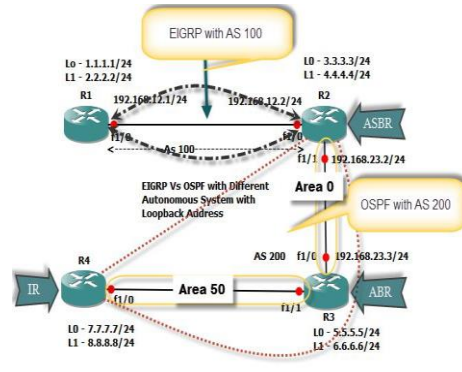 EIGRP with AS 100
Lo - 1.1.1.1/24
L1 - 2.2.2.2/24
L0 - 3.3.3.3/24
L1 - 4.4.4.4/24
R1
192.168.12.1/24
192.168.12.2/24
R2
ASBR
f1/0
f1/0
As 100
f1/1
192.168.23.2/24
EIGRP Vs OSPF with Different
Autonomous System with
Loopback Address
Area 0
OSPF with AS 200
AS 200
f1/0
192.168.23.3/24
R4
IR
Area 50
ABR
f1/0
f1/1
R3
L0 - 7.7.7.7/24
L1 - 8.8.8.8/24
L0 - 5.5.5.5/24
L1 - 6.6.6.6/24